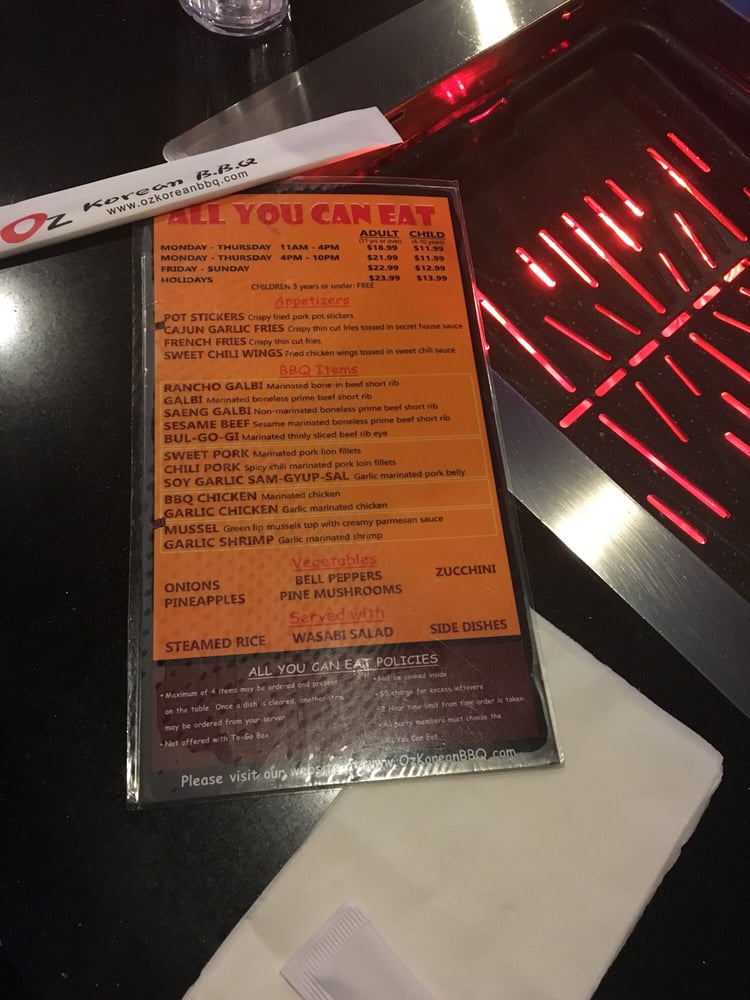 Oz Korean B.B.Q
www.ozkoreanbbq.com
ALL YOU CAN EAT
ADULT CHILD
(11 yrs or over) (4-10 years)
MONDAY - THURSDAY 11AM - 4PM $18.99 $11.99
MONDAY - THURSDAY 4PM - 10PM $21.99 $11.99
FRIDAY - SUNDAY $22.99 $12.99
HOLIDAYS $23.99 $13.99
CHILDREN 3 years or under: FREE
Appetizers
POT STICKERS Crispy fried pork pot stickers
CAJUN GARLIC FRIES Crispy thin cut fries tossed in secret house sauce
FRENCH FRIES Crispy thin cut fries
SWEET CHILI WINGS Fried chicken wings tossed in sweet chili sauce
BBQ Items
RANCHO GALBI Marinated bone-in beef short rib
GALBI Marinated boneless prime beef short rib
SAENG GALBI Non-marinated boneless prime beef short rib
SESAME BEEF Sesame marinated boneless prime beef short rib
BUL-GO-GI Marinated thinly sliced beef rib eye
SWEET PORK Marinated pork lion fillets
CHILI PORK Spicy chili marinated pork loin fillets
SOY GARLIC SAM-GYUP-SAL Garlic marinated pork belly
BBQ CHICKEN Marinated chicken
GARLIC CHICKEN Garlic marinated chicken
MUSSEL Green lip mussels top with creamy parmesan sauce
GARLIC SHRIMP Garlic marinated shrimp
Vegetables
ONIONS BELL PEPPERS ZUCCHINI
PINEAPPLES PINE MUSHROOMS
Served with
STEAMED RICE WASABI SALAD SIDE DISHES
ALL YOU CAN EAT POLICIES
• Maximum of 4 items may be ordered and present
on the table. Once a dish is cleared, another item
may be ordered from your server
• Not offered with To-Go Box
• Not be cooked inside
• $5 charge for excess leftovers
• 2 Hour time limit from time order is taken
• All party members must choose the
All You Can Eat
Please visit our website www.OzKoreanBBQ.com